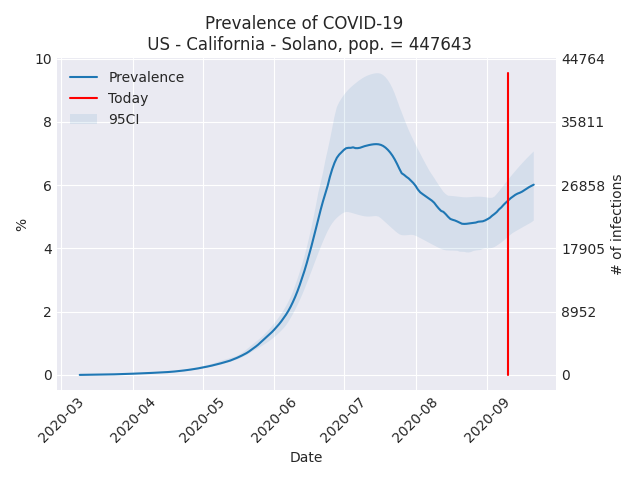 Prevalence of COVID-19
US - California - Solano, pop. = 447643
Prevalence
Today
95CI
%
10
8
6
4
2
0
44764
35811
26858
17905
8952
0
# of infections
2020-03
2020-04
2020-05
2020-06
2020-07
2020-08
2020-09
Date